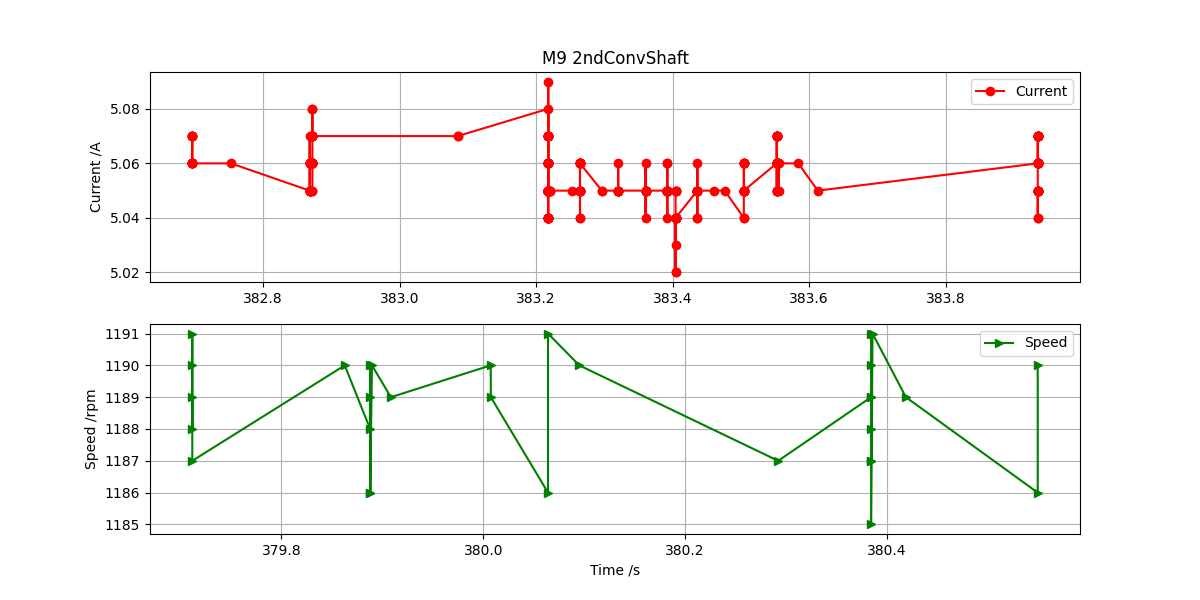 M9 2ndConvShaft
Current /A
5.08
5.06
5.04
5.02
Current
382.8 383.0 383.2 383.4 383.6 383.8
Speed /rpm
1191
1190
1189
1188
1187
1186
1185
Speed
379.8 380.0 380.2 380.4
Time /s